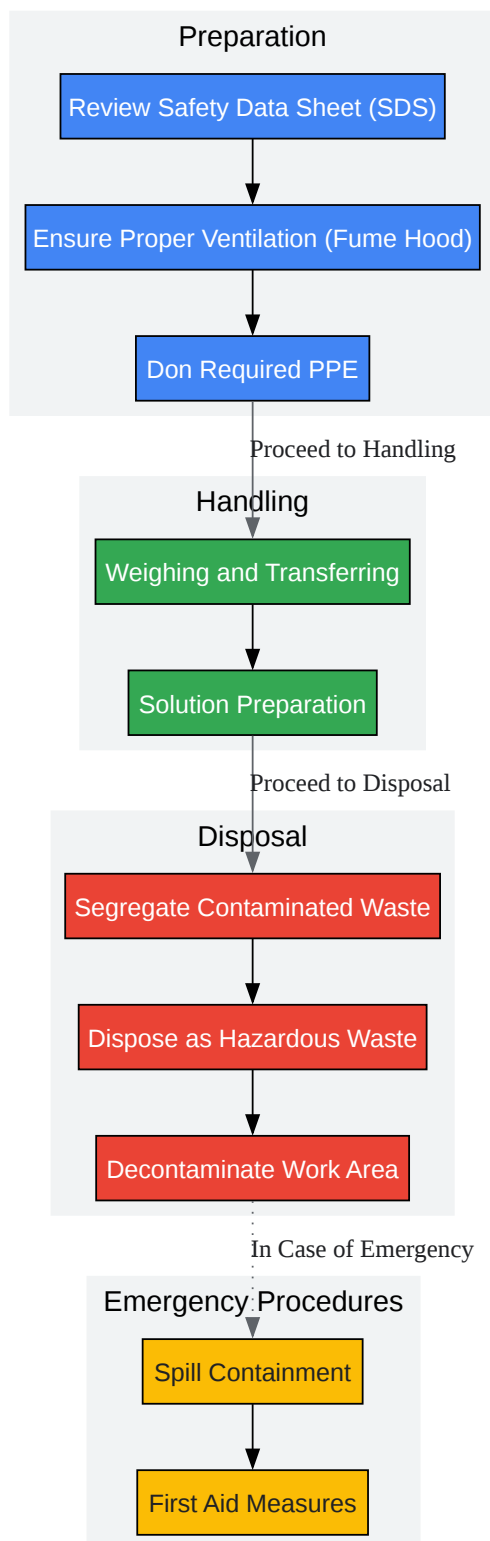 Preparation
Review Safety Data Sheet (SDS)
Ensure Proper Ventilation (Fume Hood)
Don Required PPE
Proceed to Handling
Handling
Weighing and Transferring
Solution Preparation
Proceed to Disposal
Disposal
Segregate Contaminated Waste
Dispose as Hazardous Waste
Decontaminate Work Area
In Case of Emergency
Emergency Procedures
Spill Containment
First Aid Measures